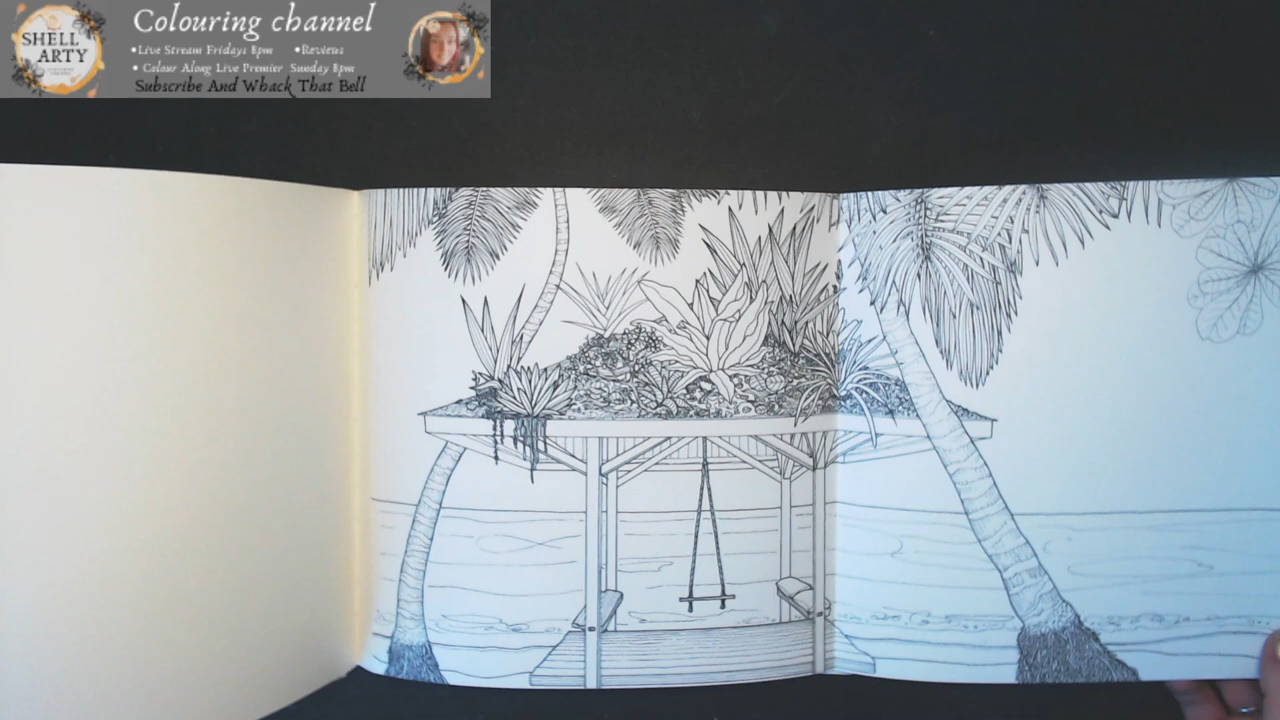 Colouring channel
•Live Stream Fridays 8pm •Reviews
• Colour Along Live Premier Sunday 8pm
Subscribe And Whack That Bell
SHELL
ARTY